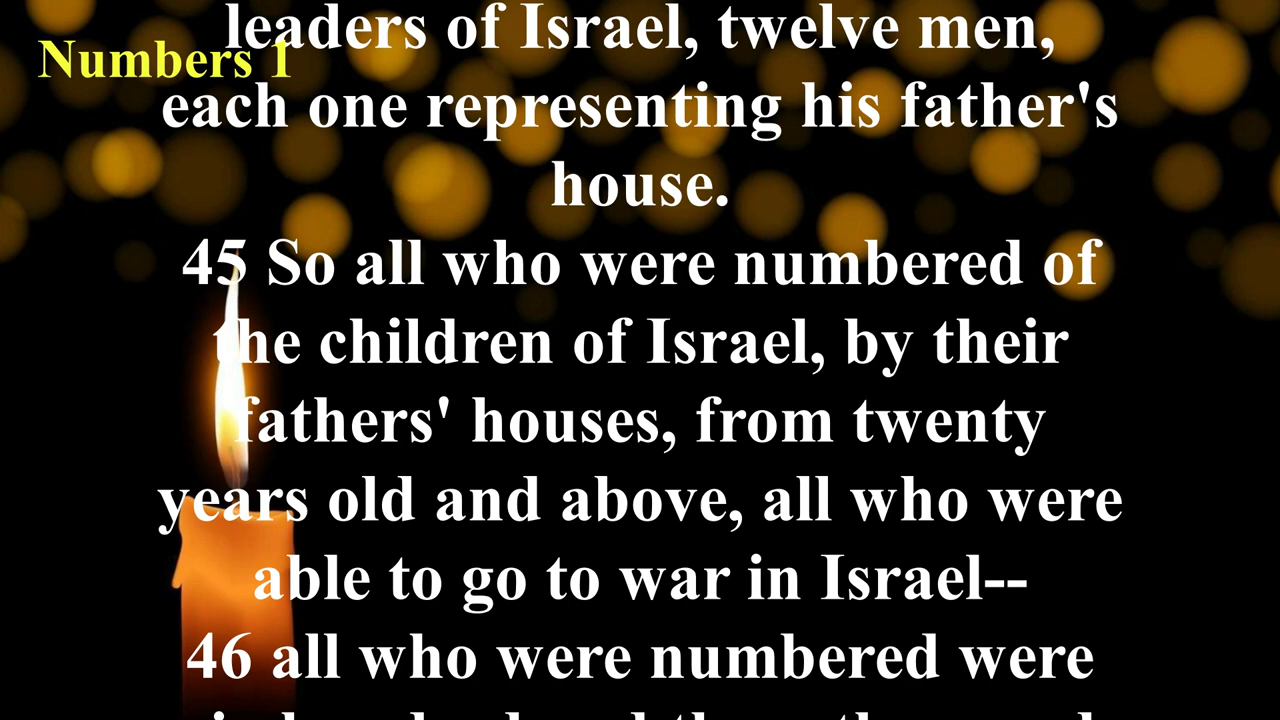 leaders of Israel, twelve men,
Numbers 1
each one representing his father's
house.
45 So all who were numbered of
the children of Israel, by their
fathers' houses, from twenty
years old and above, all who were
able to go to war in Israel--
46 all who were numbered were